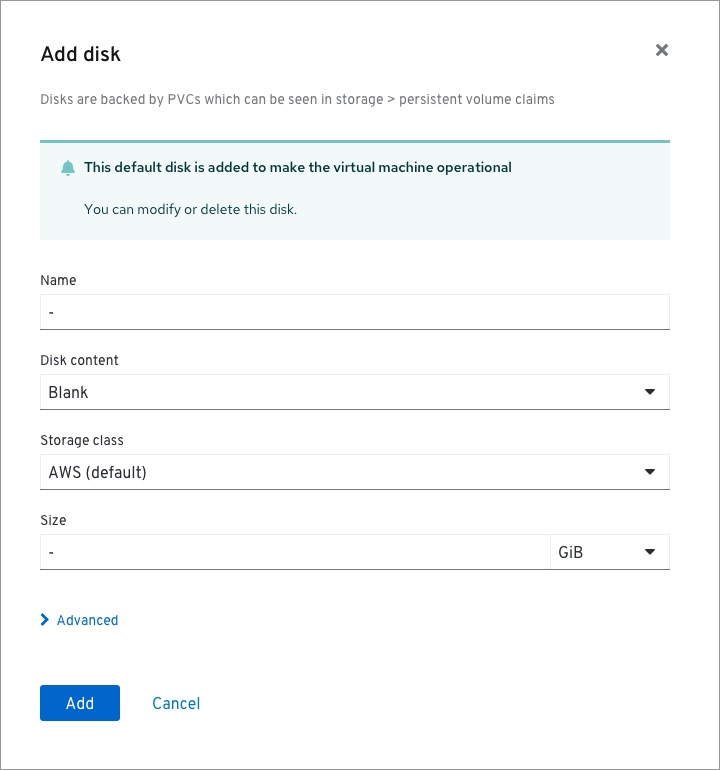 Add disk
Disks are backed by PVCs which can be seen in storage > persistent volume claims
This default disk is added to make the virtual machine operational
You can modify or delete this disk.
Name
-
Disk content
Blank
Storage class
AWS (default)
Size
- GiB
Advanced
Add Cancel